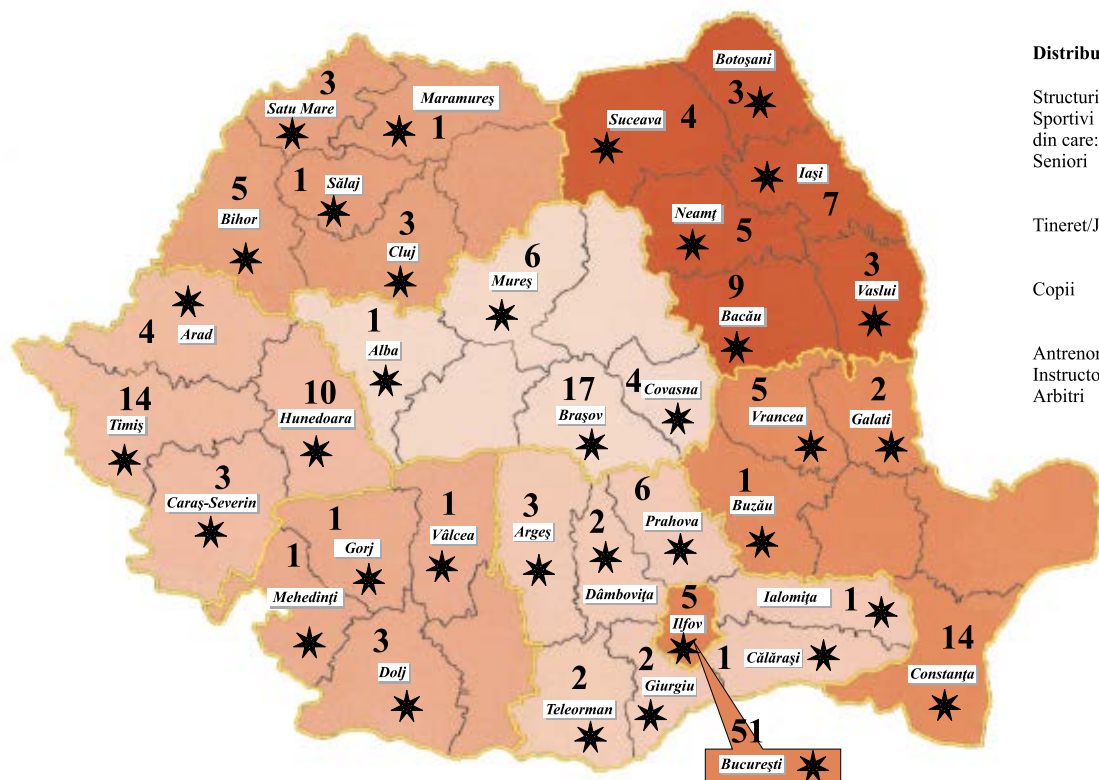 Distribu
Structuri
Sportivi
din care:
Seniori
Tineret/J
Copii
Antrenor
Instructo
Arbitri
Botoşani
3
Suceava
4
Iaşi
7
Neamţ
5
Bacău
9
Vaslui
3
Satu Mare
3
Maramureş
1
Sălaj
1
Bihor
5
Cluj
3
Mureş
6
Arad
4
Alba
1
Timiş
14
Hunedoara
10
Braşov
17
Covasna
4
Caraş-Severin
3
Vrancea
5
Galati
2
Buzău
1
Gorj
1
Mehedinţi
1
Vâlcea
1
Dolj
3
Argeş
3
Dâmboviţa
2
Prahova
6
Teleorman
2
Giurgiu
2
Ilfov
5
Ialomiţa
1
Călăraşi
1
Constanţa
14
Bucureşti
51